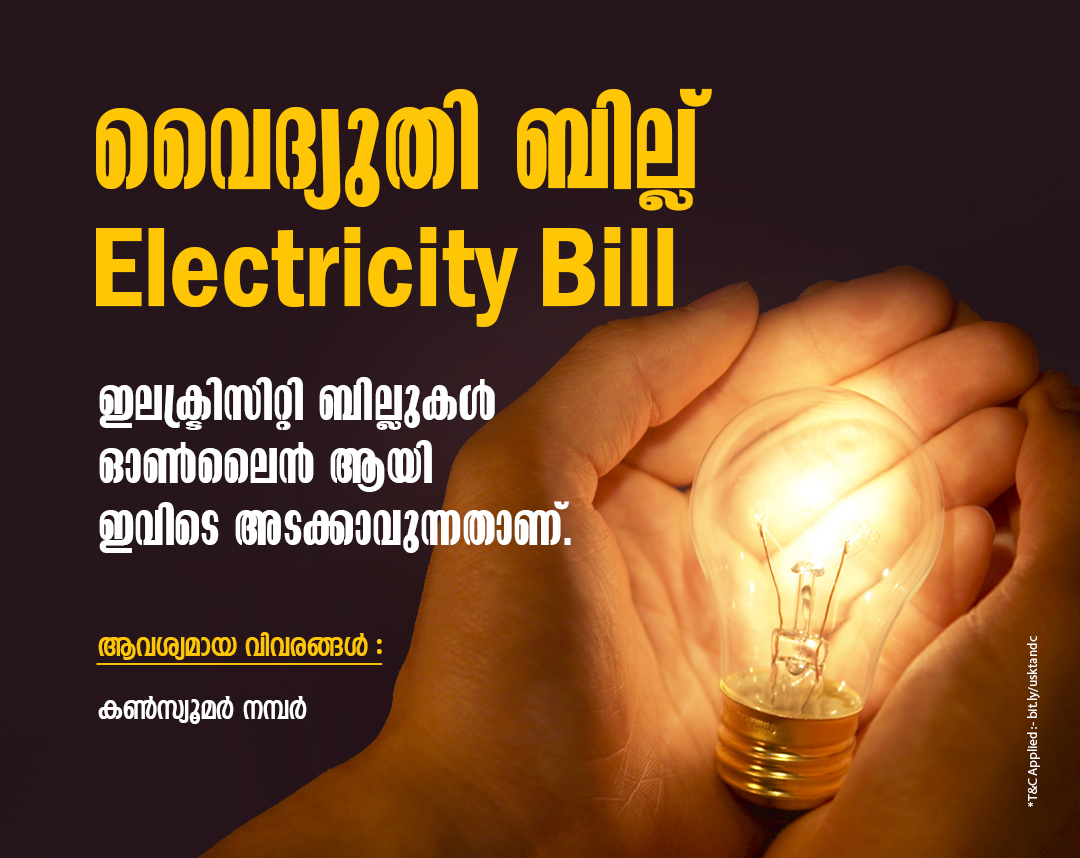 വൈദ്യുതി ബില്ല്
Electricity Bill
ഇലക്ട്രിസിറ്റി ബില്ലുകൾ
ഓൺലൈൻ ആയി
ഇവിടെ അടക്കാവുന്നതാണ്.
ആവശ്യമായ വിവരങ്ങൾ :
കൺസ്യൂമർ നമ്പർ
*T&C Applied :- bit.ly/usktandc